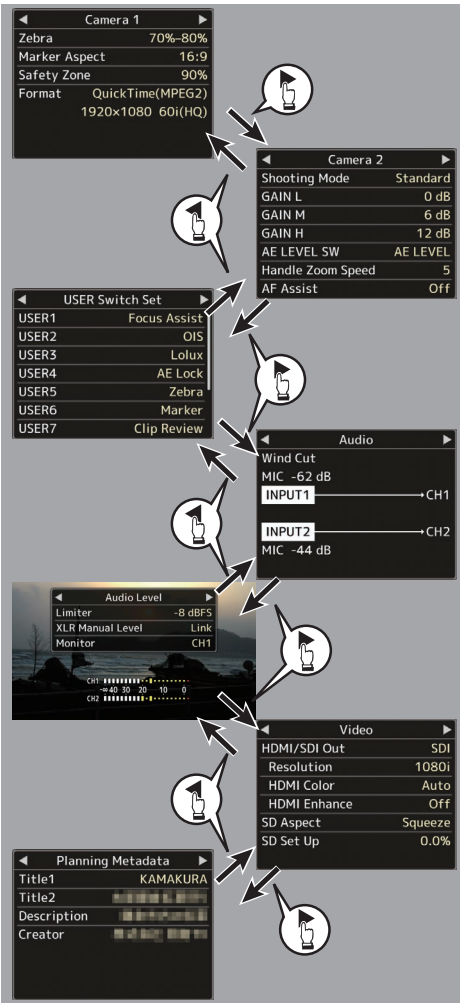 Camera 1
Zebra 70%–80%
Marker Aspect 16:9
Safety Zone 90%
Format QuickTime(MPEG2)
1920×1080 60i(HQ)
Camera 2
Shooting Mode Standard
GAIN L 0 dB
GAIN M 6 dB
GAIN H 12 dB
AE LEVEL SW AE LEVEL
Handle Zoom Speed 5
AF Assist Off
USER Switch Set
USER1 Focus Assist
USER2 OIS
USER3 Lolux
USER4 AE Lock
USER5 Zebra
USER6 Marker
USER7 Clip Review
Audio
Wind Cut
MIC -62 dB
INPUT1 CH1
INPUT2 CH2
MIC -44 dB
Audio Level
Limiter -8 dBFS
XLR Manual Level Link
Monitor CH1
CH1
-∞ 40 30 20 10 0
CH2
Video
HDMI/SDI Out SDI
Resolution 1080i
HDMI Color Auto
HDMI Enhance Off
SD Aspect Squeeze
SD Set Up 0.0%
Planning Metadata
Title1 KAMAKURA
Title2
Description
Creator